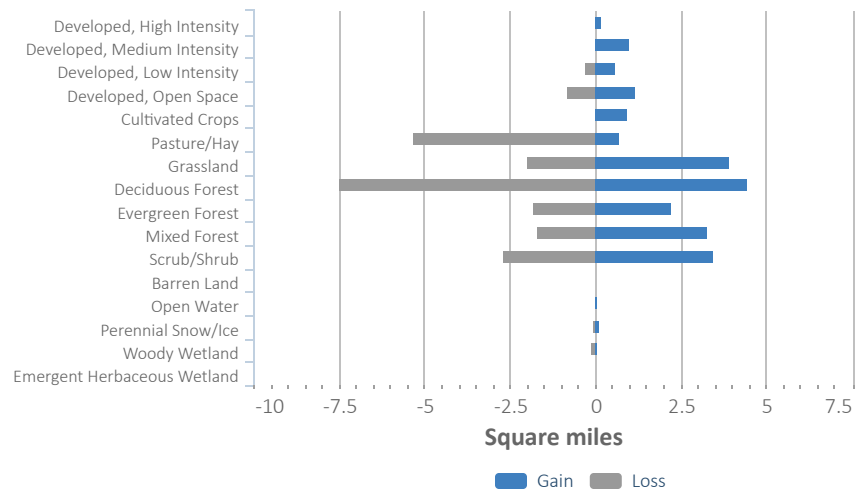 Developed, High Intensity
Developed, Medium Intensity
Developed, Low Intensity
Developed, Open Space
Cultivated Crops
Pasture/Hay
Grassland
Deciduous Forest
Evergreen Forest
Mixed Forest
Scrub/Shrub
Barren Land
Open Water
Perennial Snow/Ice
Woody Wetland
Emergent Herbaceous Wetland
-10 -7.5 -5 -2.5 0 2.5 5 7.5
Square miles
Gain Loss